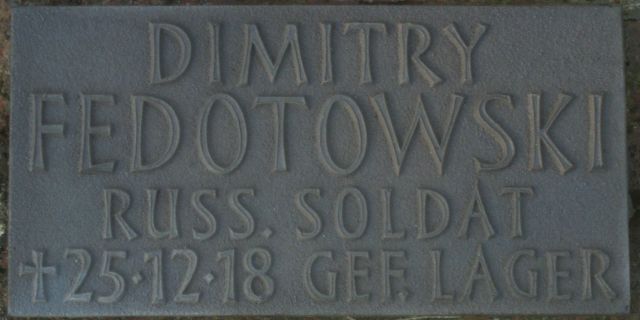 DIMITRY
FEDOTOWSKI
RUSS. SOLDAT
✝25·12·18 GEF. LAGER